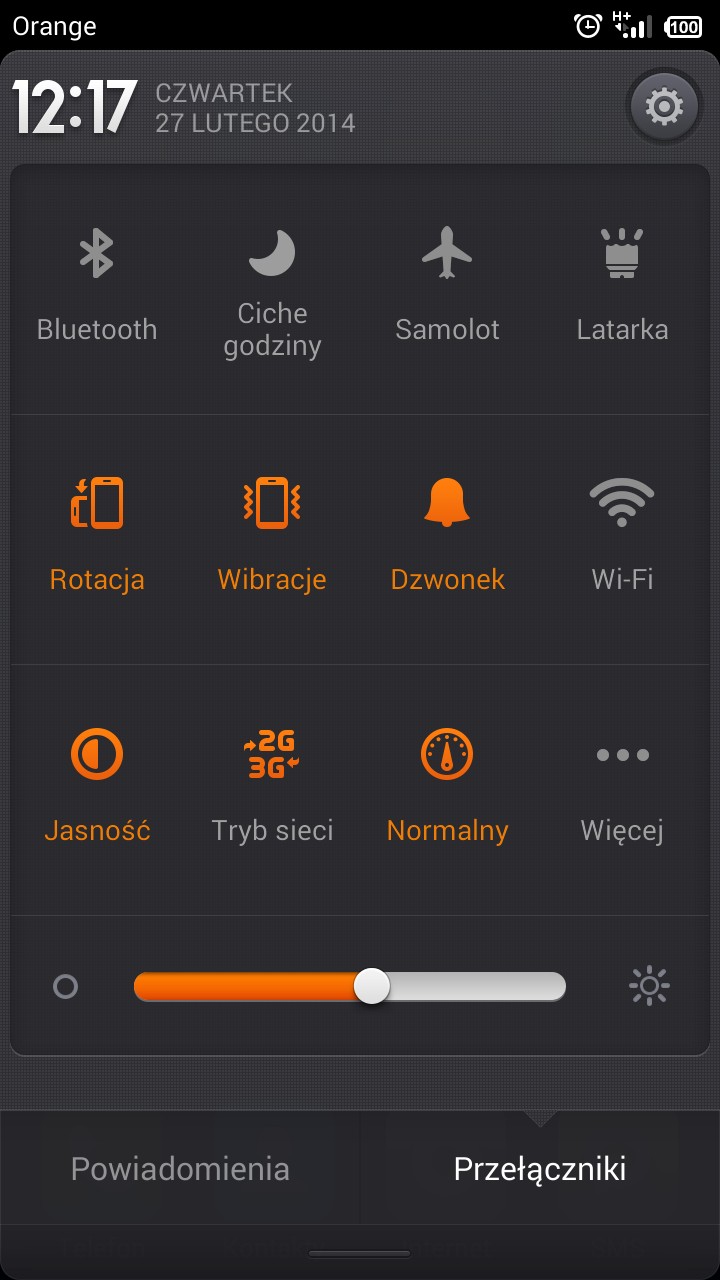 Orange
H+
100
12:17
CZWARTEK
27 LUTEGO 2014
Bluetooth
Ciche
godziny
Samolot
Latarka
Rotacja
Wibracje
Dzwonek
Wi-Fi
2G
3G
Jasność
Tryb sieci
Normalny
Więcej
Powiadomienia
Przełączniki